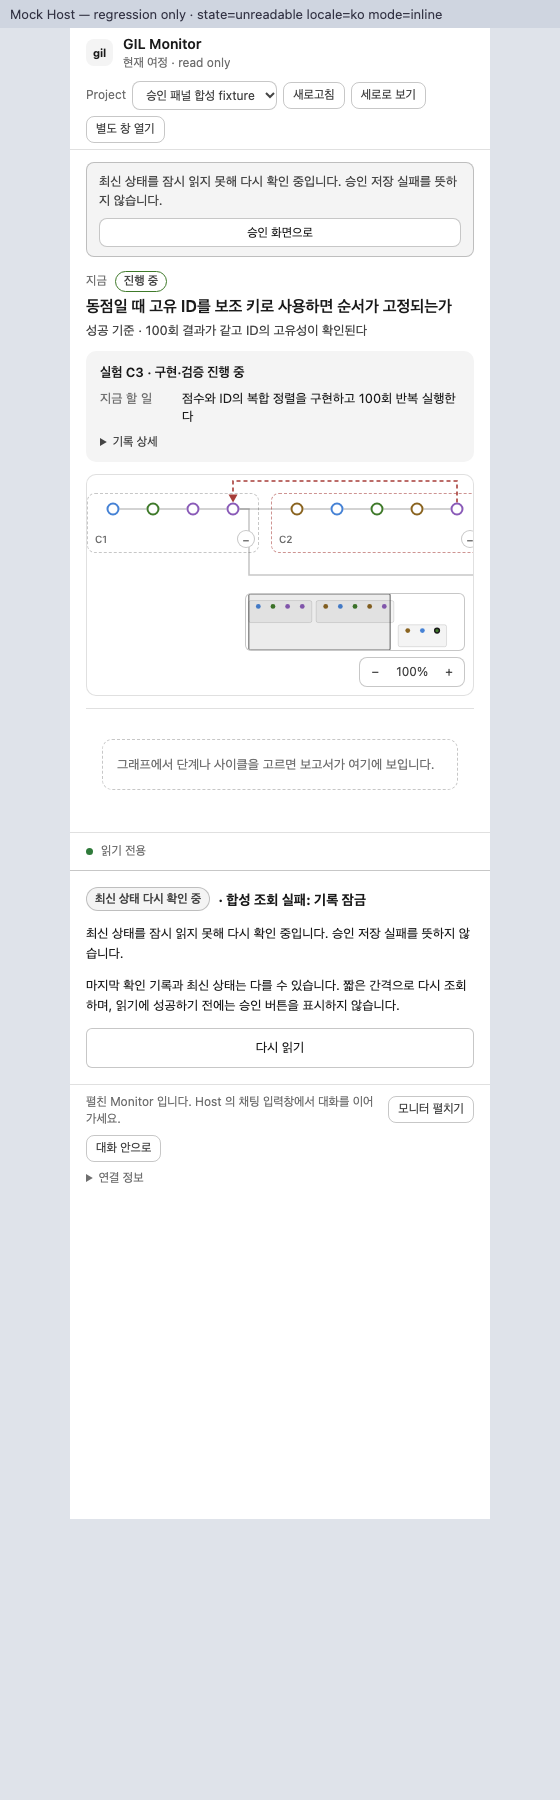 Mock Host — regression only · state=unreadable locale=ko mode=inline
gil
GIL Monitor
현재 여정 · read only
Project
승인 패널 합성 fixture
새로고침
세로로 보기
별도 창 열기
최신 상태를 잠시 읽지 못해 다시 확인 중입니다. 승인 저장 실패를 뜻하
지 않습니다.
승인 화면으로
지금
진행 중
동점일 때 고유 ID를 보조 키로 사용하면 순서가 고정되는가
성공 기준 · 100회 결과가 같고 ID의 고유성이 확인된다
실험 C3 · 구현·검증 진행 중
지금 할 일
점수와 ID의 복합 정렬을 구현하고 100회 반복 실행한
다
▶ 기록 상세
C1
−
C2
−
− 100% +
그래프에서 단계나 사이클을 고르면 보고서가 여기에 보입니다.
읽기 전용
최신 상태 다시 확인 중
· 합성 조회 실패: 기록 잠금
최신 상태를 잠시 읽지 못해 다시 확인 중입니다. 승인 저장 실패를 뜻하지 않
습니다.
마지막 확인 기록과 최신 상태는 다를 수 있습니다. 짧은 간격으로 다시 조회
하며, 읽기에 성공하기 전에는 승인 버튼을 표시하지 않습니다.
다시 읽기
펼친 Monitor 입니다. Host 의 채팅 입력창에서 대화를 이어
가세요.
모니터 펼치기
대화 안으로
▶ 연결 정보